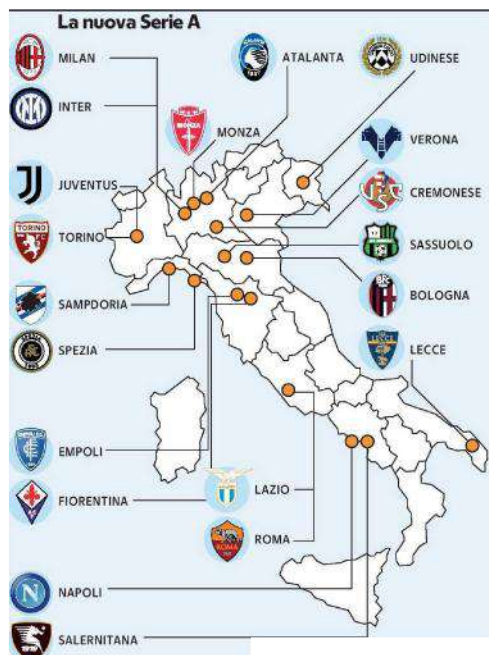 La nuova Serie A
MILAN
ATALANTA
UDINESE
INTER
MONZA
VERONA
JUVENTUS
CREMONESE
TORINO
SASSUOLO
SAMPDORIA
BOLOGNA
SPEZIA
LECCE
EMPOLI
FIORENTINA
LAZIO
ROMA
NAPOLI
SALERNITANA